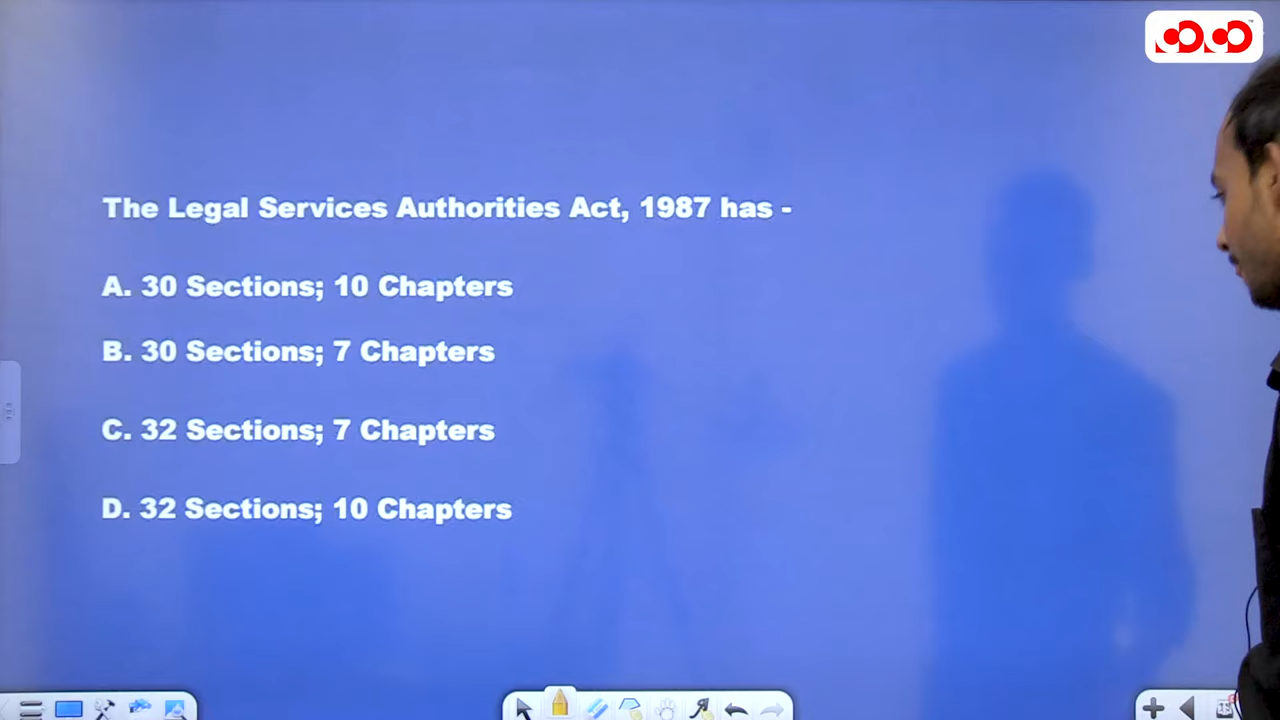 The Legal Services Authorities Act, 1987 has -
A. 30 Sections; 10 Chapters
B. 30 Sections; 7 Chapters
C. 32 Sections; 7 Chapters
D. 32 Sections; 10 Chapters